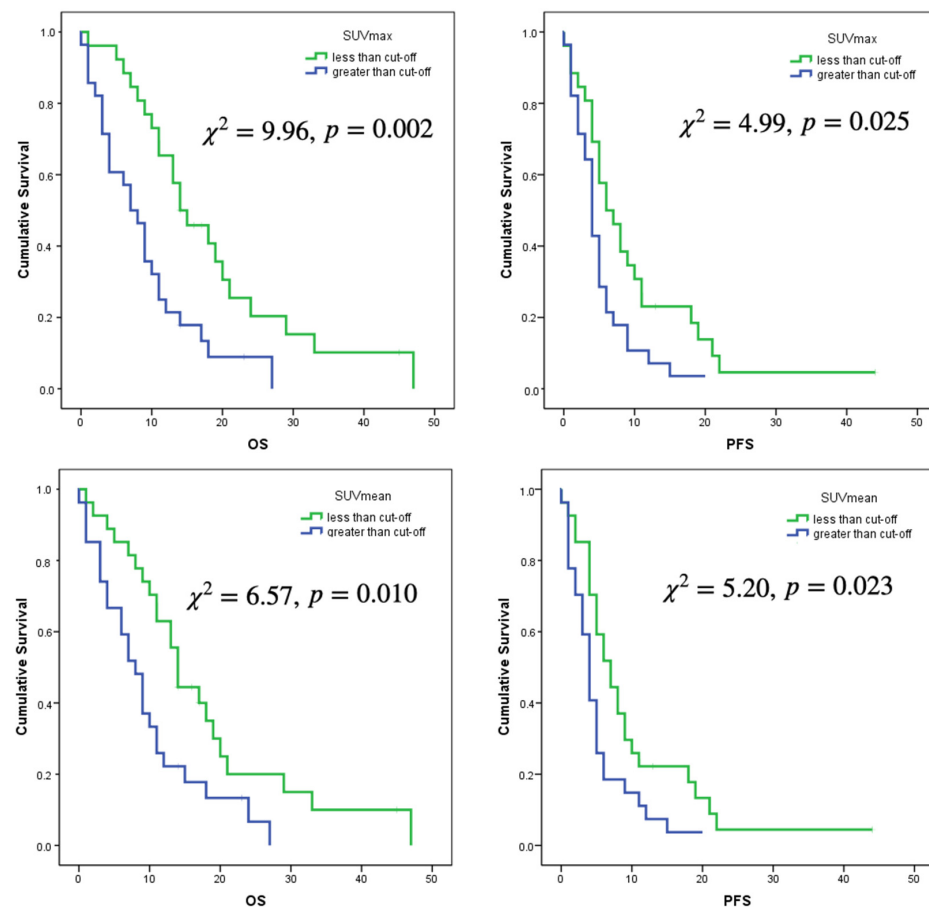 SUVmax
less than cut-off
greater than cut-off
χ² = 9.96, p = 0.002
Cumulative Survival
1.0
0.8
0.6
0.4
0.2
0.0
0 10 20 30 40 50
OS
SUVmax
less than cut-off
greater than cut-off
χ² = 4.99, p = 0.025
Cumulative Survival
1.0
0.8
0.6
0.4
0.2
0.0
0 10 20 30 40 50
PFS
SUVmean
less than cut-off
greater than cut-off
χ² = 6.57, p = 0.010
Cumulative Survival
1.0
0.8
0.6
0.4
0.2
0.0
0 10 20 30 40 50
OS
SUVmean
less than cut-off
greater than cut-off
χ² = 5.20, p = 0.023
Cumulative Survival
1.0
0.8
0.6
0.4
0.2
0.0
0 10 20 30 40 50
PFS